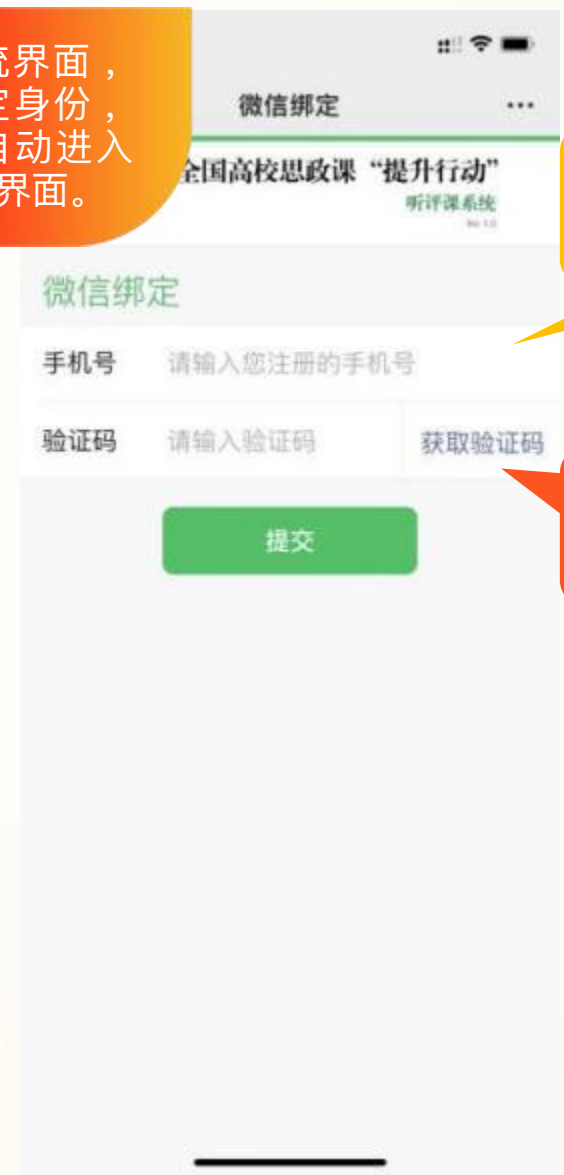 统界面，
定身份，
自动进入
界面。
微信绑定
全国高校思政课“提升行动”
听评课系统
微信绑定
手机号 请输入您注册的手机号
验证码 请输入验证码 获取验证码
提交